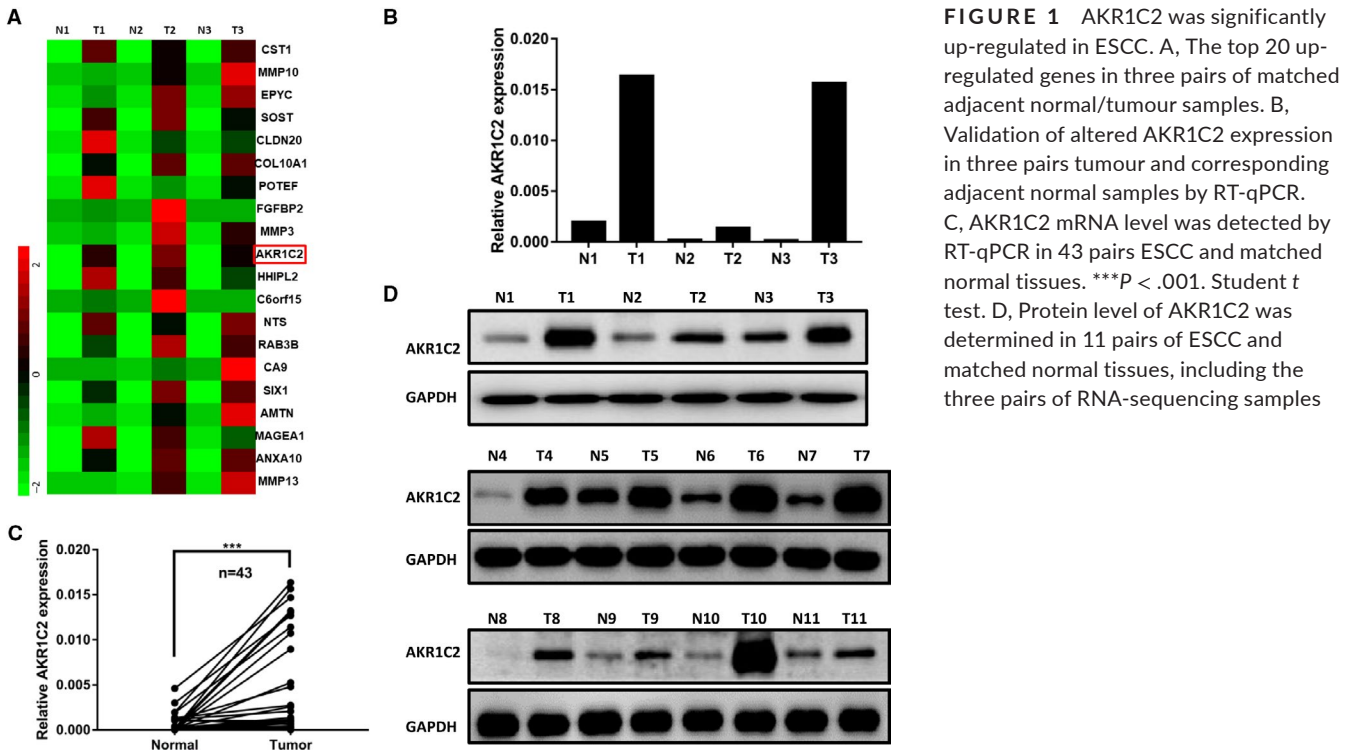 A
N1 T1 N2 T2 N3 T3
CST1
MMP10
EPYC
SOST
CLDN20
COL10A1
POTEF
FGFBP2
MMP3
AKR1C2
HHIPL2
C6orf15
NTS
RAB3B
CA9
SIX1
AMTN
MAGEA1
ANXA10
MMP13
2
0
−2
B
Relative AKR1C2 expression
0.020
0.015
0.010
0.005
0.000
N1 T1 N2 T2 N3 T3
C
Relative AKR1C2 expression
0.020
0.015
0.010
0.005
0.000
***
n=43
Normal Tumor
D
N1 T1 N2 T2 N3 T3
AKR1C2
GAPDH
N4 T4 N5 T5 N6 T6 N7 T7
AKR1C2
GAPDH
N8 T8 N9 T9 N10 T10 N11 T11
AKR1C2
GAPDH
FIGURE 1 AKR1C2 was significantly
up-regulated in ESCC. A, The top 20 up-
regulated genes in three pairs of matched
adjacent normal/tumour samples. B,
Validation of altered AKR1C2 expression
in three pairs tumour and corresponding
adjacent normal samples by RT-qPCR.
C, AKR1C2 mRNA level was detected by
RT-qPCR in 43 pairs ESCC and matched
normal tissues. ***P < .001. Student t
test. D, Protein level of AKR1C2 was
determined in 11 pairs of ESCC and
matched normal tissues, including the
three pairs of RNA-sequencing samples